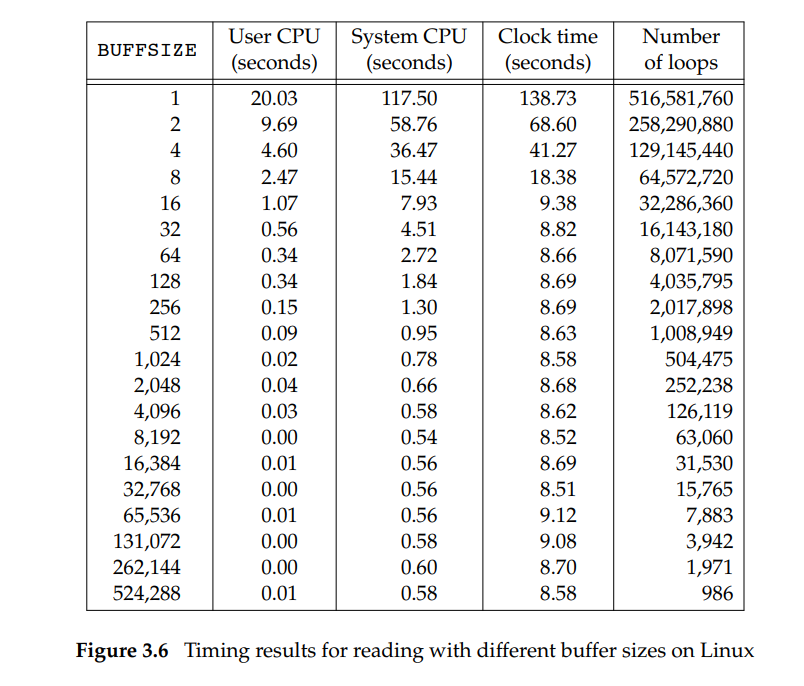 BUFFSIZE User CPU (seconds) System CPU (seconds) Clock time (seconds) Number of loops
1 20.03 117.50 138.73 516,581,760
2 9.69 58.76 68.60 258,290,880
4 4.60 36.47 41.27 129,145,440
8 2.47 15.44 18.38 64,572,720
16 1.07 7.93 9.38 32,286,360
32 0.56 4.51 8.82 16,143,180
64 0.34 2.72 8.66 8,071,590
128 0.34 1.84 8.69 4,035,795
256 0.15 1.30 8.69 2,017,898
512 0.09 0.95 8.63 1,008,949
1,024 0.02 0.78 8.58 504,475
2,048 0.04 0.66 8.68 252,238
4,096 0.03 0.58 8.62 126,119
8,192 0.00 0.54 8.52 63,060
16,384 0.01 0.56 8.69 31,530
32,768 0.00 0.56 8.51 15,765
65,536 0.01 0.56 9.12 7,883
131,072 0.00 0.58 9.08 3,942
262,144 0.00 0.60 8.70 1,971
524,288 0.01 0.58 8.58 986
Figure 3.6 Timing results for reading with different buffer sizes on Linux